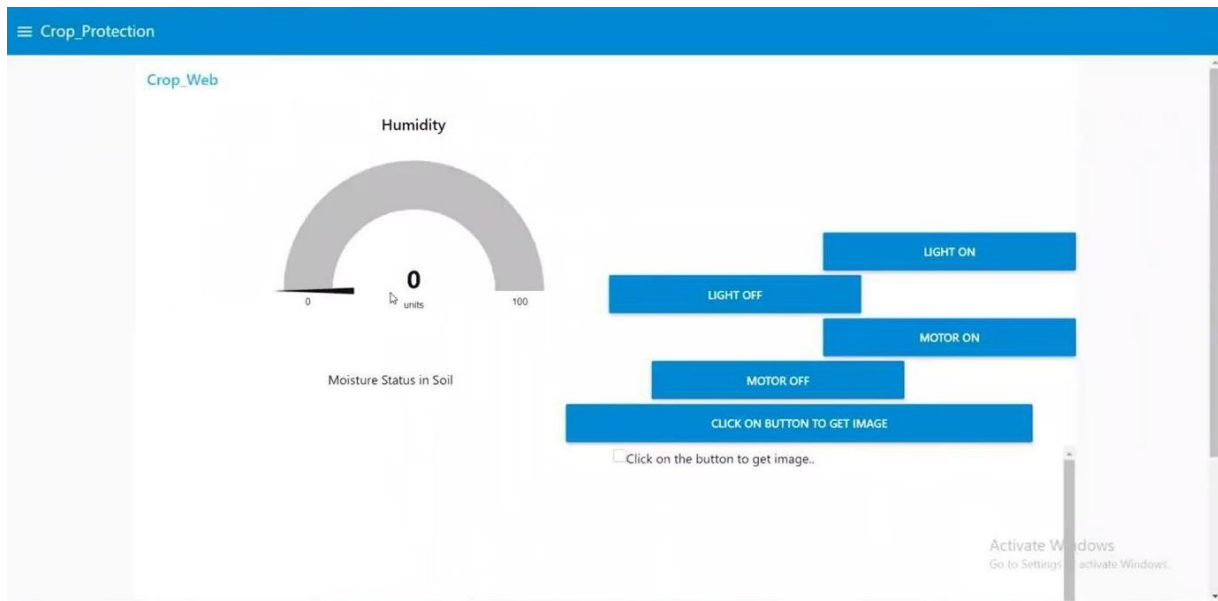 Crop_Protection
Crop_Web
Humidity
0
units
0
100
Moisture Status in Soil
LIGHT ON
LIGHT OFF
MOTOR ON
MOTOR OFF
CLICK ON BUTTON TO GET IMAGE
Click on the button to get image..
Activate Windows
Go to Settings activate Windows.